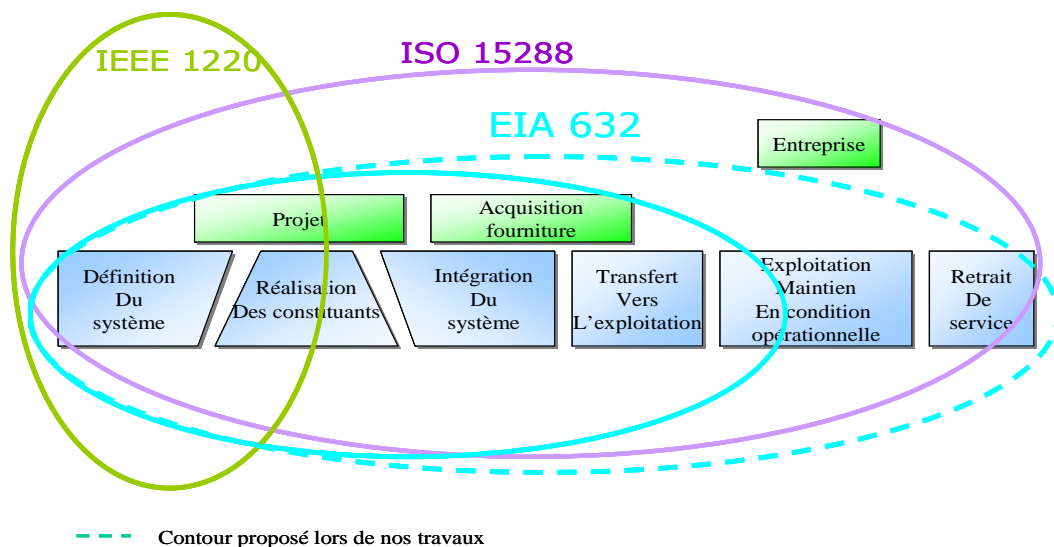 IEEE 1220
ISO 15288
EIA 632
Entreprise
Projet
Acquisition
fourniture
Définition
Du
système
Réalisation
Des constituants
Intégration
Du
système
Transfert
Vers
L'exploitation
Exploitation
Maintien
En condition
opérationnelle
Retrait
De
service
Contour proposé lors de nos travaux